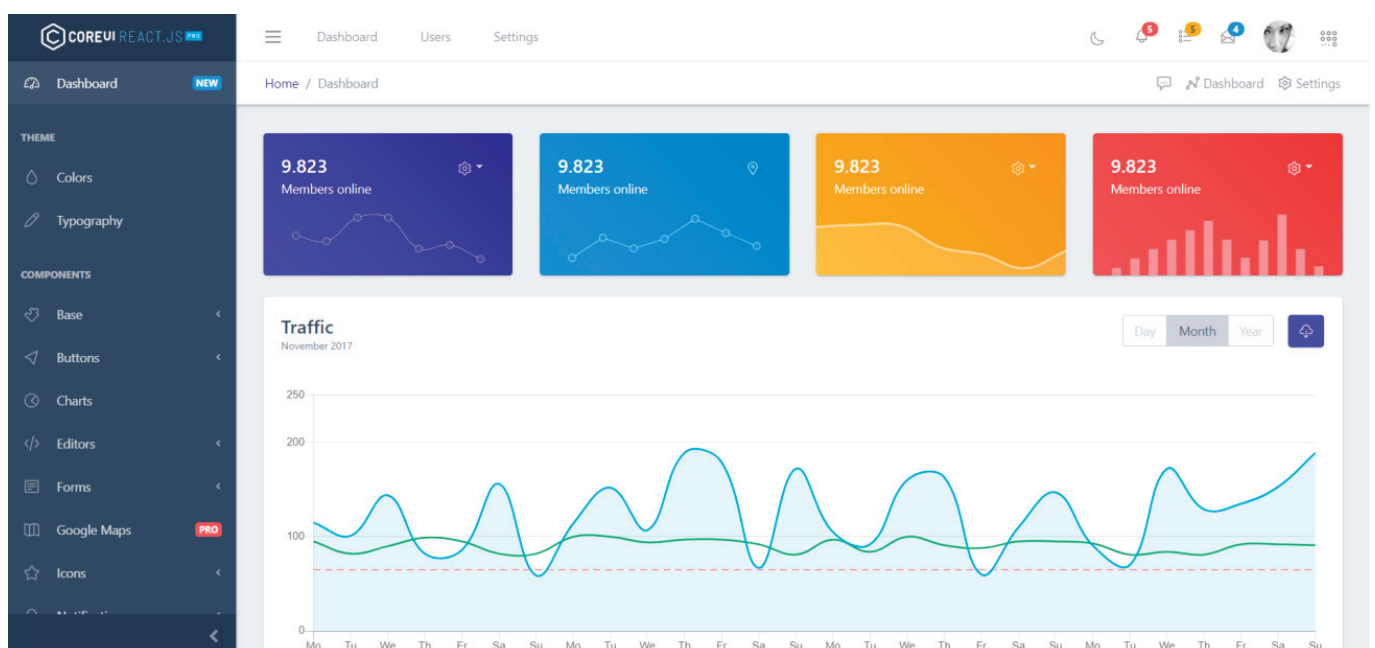 COREUI REACT.JS PRO
Dashboard Users Settings
5 5 4
Dashboard NEW
Home / Dashboard
Dashboard Settings
THEME
Colors
Typography
COMPONENTS
Base
Buttons
Charts
Editors
Forms
Google Maps PRO
Icons
9.823
Members online
9.823
Members online
9.823
Members online
9.823
Members online
Traffic
November 2017
Day Month Year
250
200
100
0
Mo Tu We Th Fr Sa Su Mo Tu We Th Fr Sa Su Mo Tu We Th Fr Sa Su Mo Tu We Th Fr Sa Su